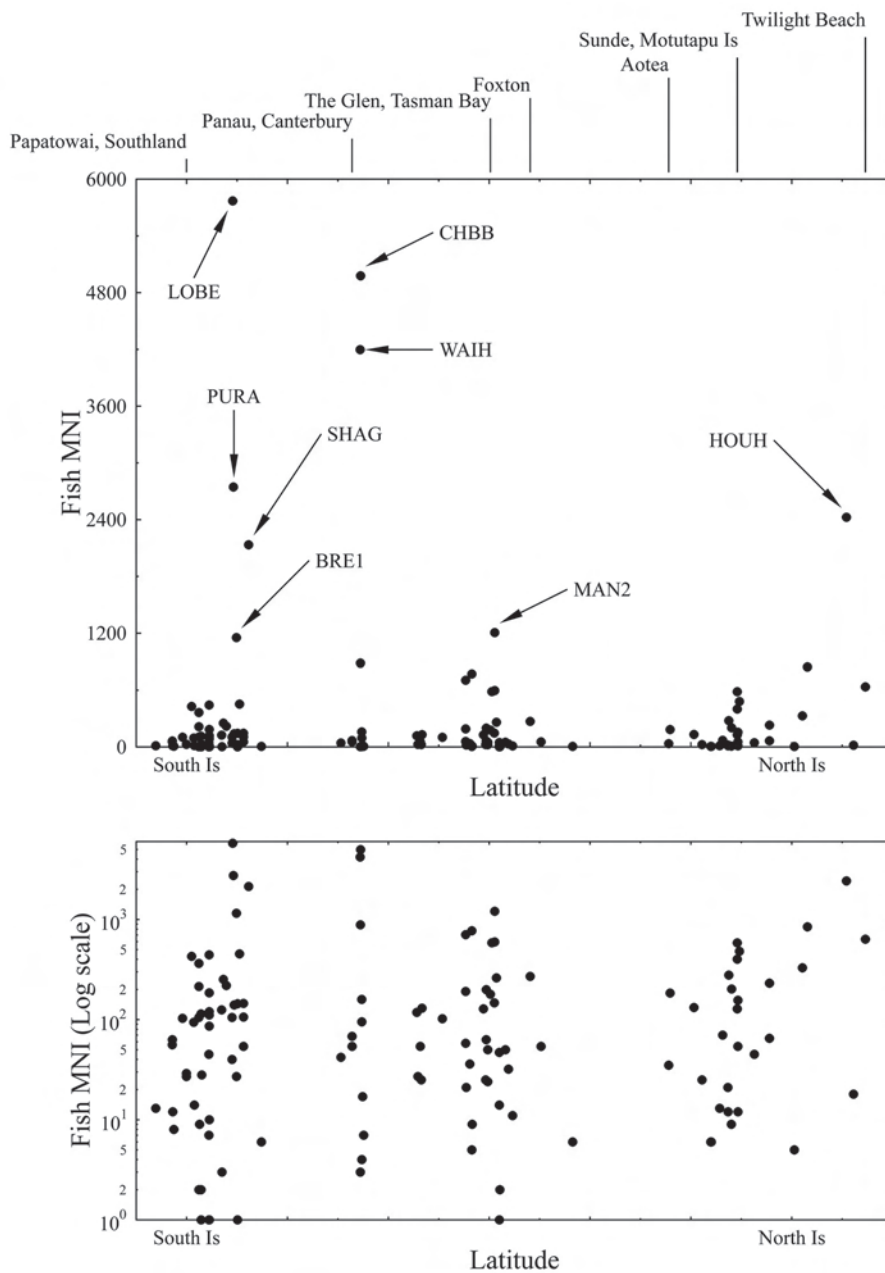 Twilight Beach
Sunde, Motutapu Is
Aotea
Foxton
The Glen, Tasman Bay
Panau, Canterbury
Papatowai, Southland
6000
CHBB
LOBE
4800
WAIH
3600
PURA
SHAG
HOUH
Fish MNI
2400
BRE1
MAN2
1200
0
South Is
North Is
Latitude
5
2
10³
5
2
10²
5
2
10¹
5
2
10⁰
Fish MNI (Log scale)
South Is
North Is
Latitude